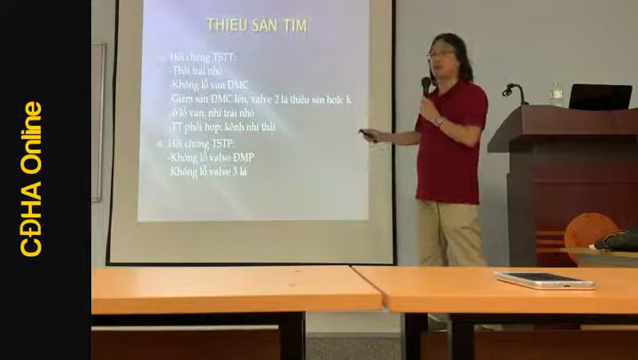 THIẾU SẢN TIM
Hội chứng TSTT:
-Thất trái nhỏ
-Không lỗ van ĐMC
-Giảm sản ĐMC lên, valve 2 lá thiểu sản hoặc k
ó lỗ van, nhĩ trái nhỏ
-TT phối hợp: kênh nhĩ thất
Hội chứng TSTP:
-Không lỗ valve ĐMP
Không lỗ valve 3 lá
CĐHA Online